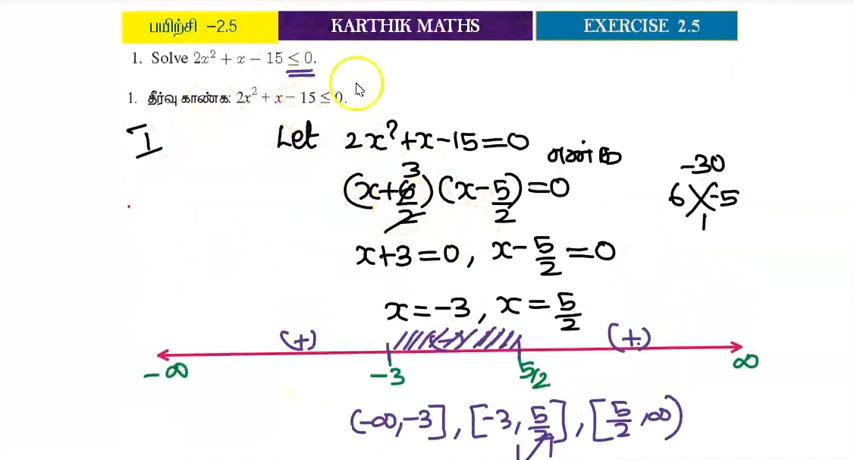 பயிற்சி -2.5 KARTHIK MATHS EXERCISE 2.5
1. Solve 2x² + x − 15 ≤ 0.
1. தீர்வு காண்க: 2x² + x − 15 ≤ 0.
I Let 2x² + x − 15 = 0
(x + 6/2) (x − 5/2) = 0 3
-30
6 -5
1
x + 3 = 0, x − 5/2 = 0
x = −3, x = 5/2
(+) (−) (+)
−∞ −3 5/2 ∞
(-∞, -3], [-3, 5/2], [5/2, ∞)